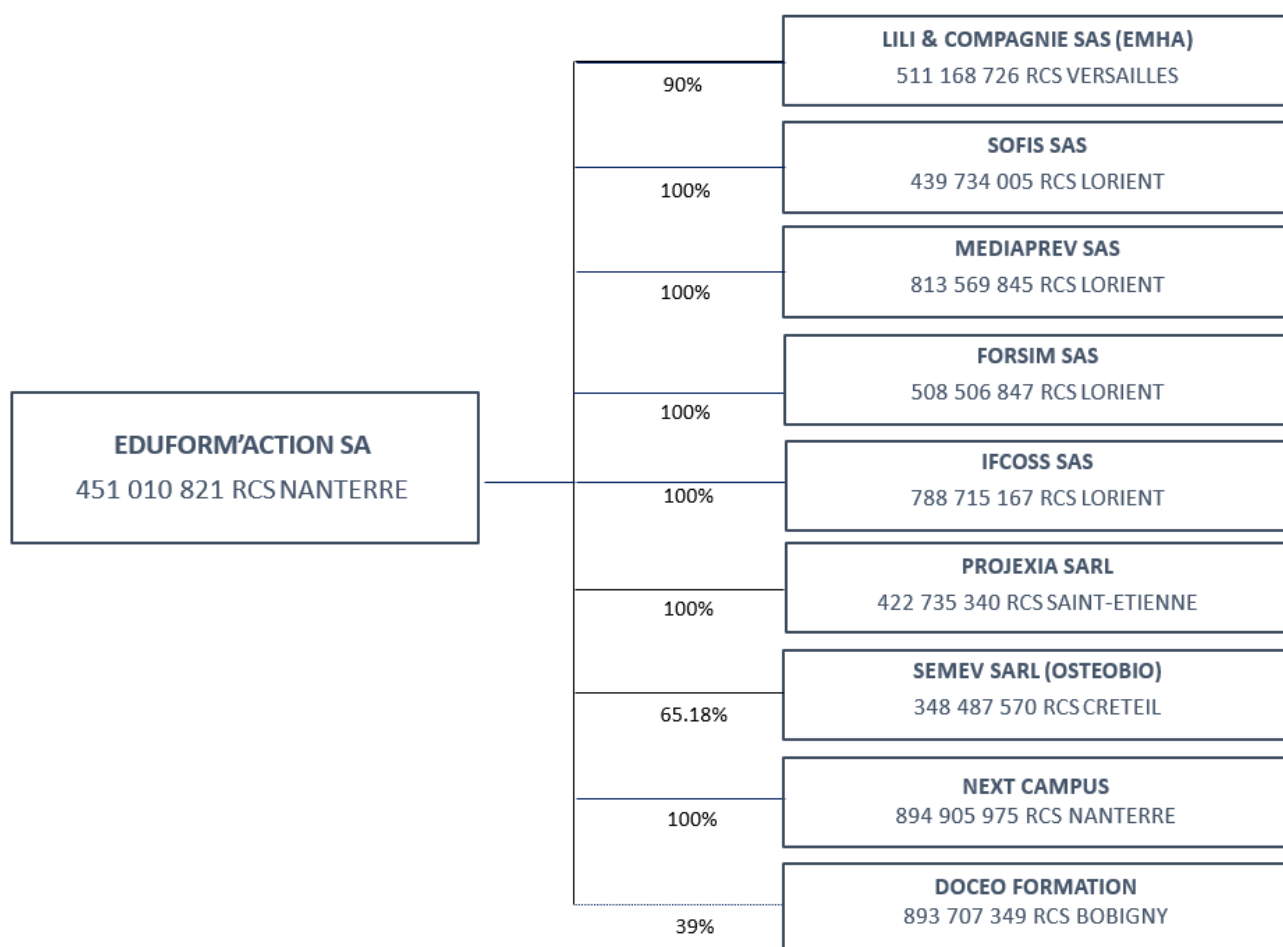 LILI & COMPAGNIE SAS (EMHA)
511 168 726 RCS VERSAILLES
90%
SOFIS SAS
439 734 005 RCS LORIENT
100%
MEDIAPREV SAS
813 569 845 RCS LORIENT
100%
FORSIM SAS
508 506 847 RCS LORIENT
100%
EDUFORM’ACTION SA
451 010 821 RCS NANTERRE
IFCOSS SAS
788 715 167 RCS LORIENT
100%
PROJEXIA SARL
422 735 340 RCS SAINT-ETIENNE
100%
SEMEV SARL (OSTEOBIO)
348 487 570 RCS CRETEIL
65.18%
NEXT CAMPUS
894 905 975 RCS NANTERRE
100%
DOCEO FORMATION
893 707 349 RCS BOBIGNY
39%